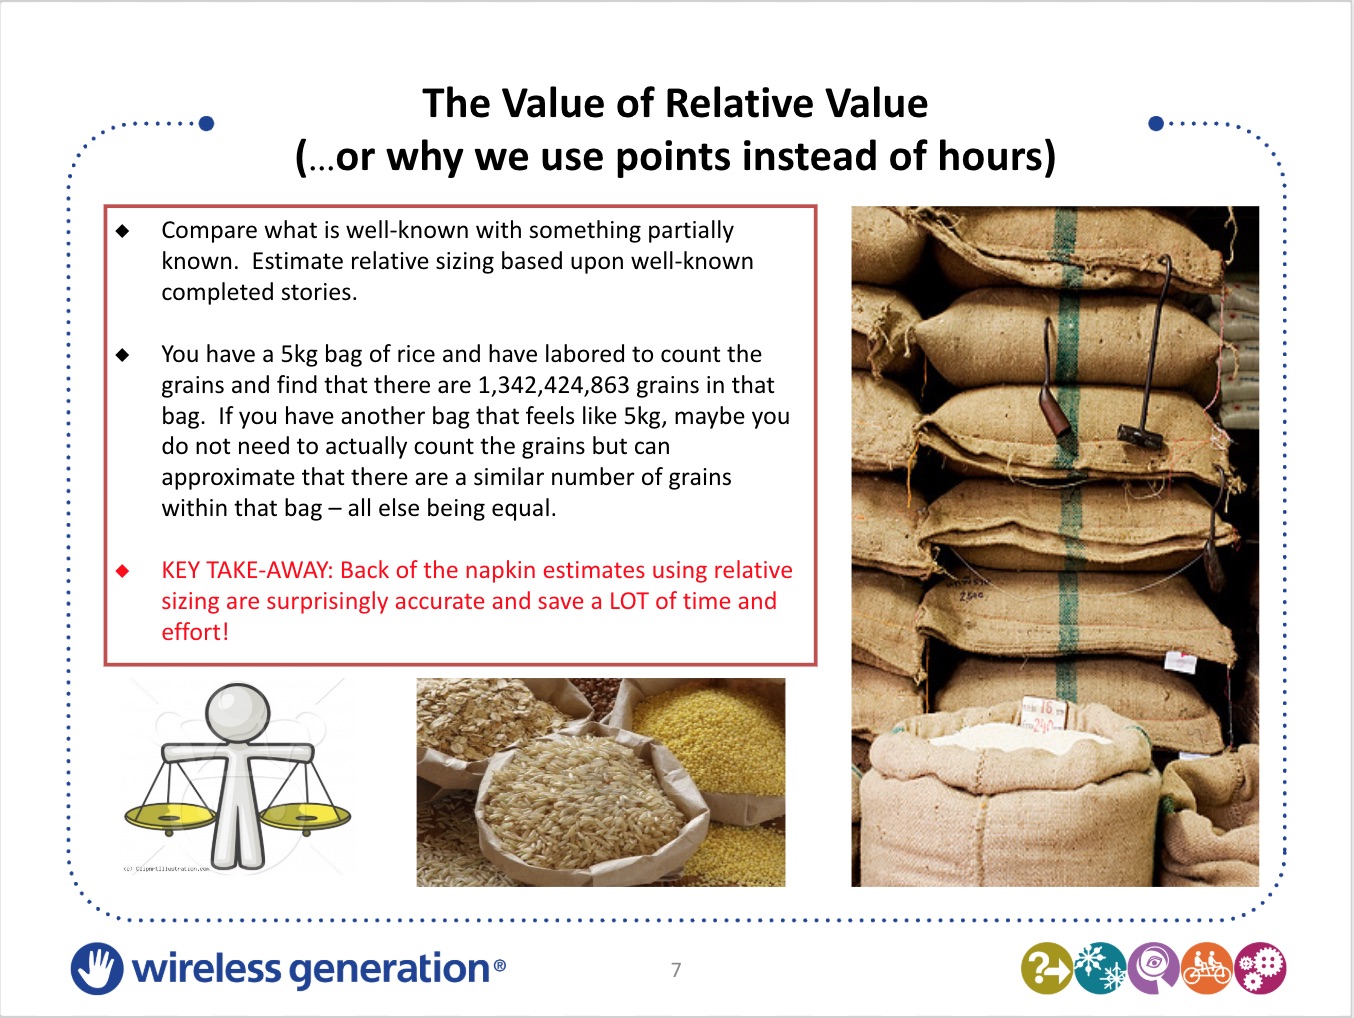 The Value of Relative Value
(...or why we use points instead of hours)
◆ Compare what is well-known with something partially
known.  Estimate relative sizing based upon well-known
completed stories.
◆ You have a 5kg bag of rice and have labored to count the
grains and find that there are 1,342,424,863 grains in that
bag.  If you have another bag that feels like 5kg, maybe you
do not need to actually count the grains but can
approximate that there are a similar number of grains
within that bag – all else being equal.
◆ KEY TAKE-AWAY: Back of the napkin estimates using relative
sizing are surprisingly accurate and save a LOT of time and
effort!
16
240
wireless generation®
7
?